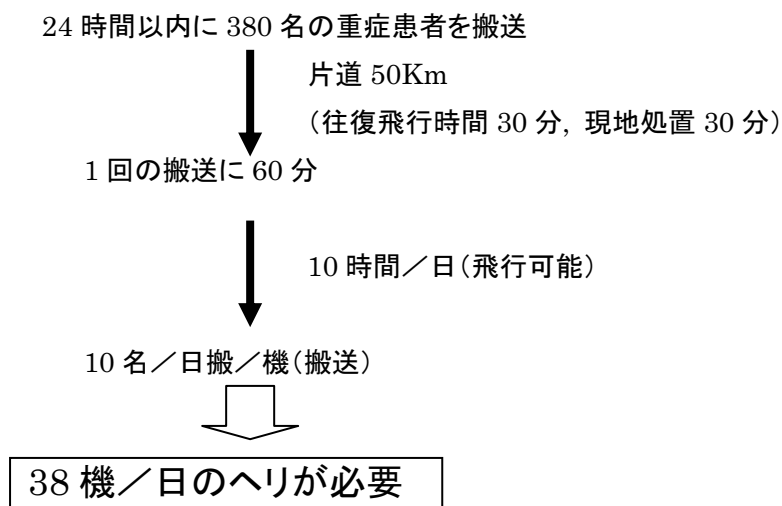 24 時間以内に 380 名の重症患者を搬送
片道 50Km
（往復飛行時間 30 分, 現地処置 30 分）
1 回の搬送に 60 分
10 時間／日（飛行可能）
10 名／日搬／機（搬送）
38 機／日のヘリが必要